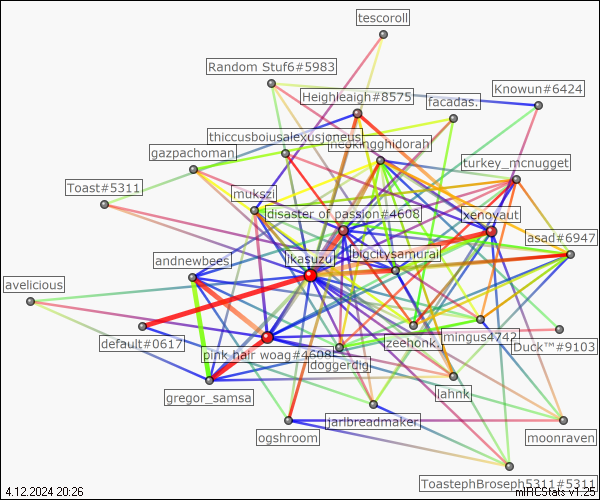 tescoroll
Random Stuf6#5983
Knowun#6424
Heighleaigh#8575
facadas.
thiccusboiusalexusjoneus
neokingghidorah
gazpachoman
turkey_mcnugget
Toast#5311
mukszi
disaster of passion#4608
xenoyaut
asad#6947
andnewbees
ikasuzu
bigcitysamurai
avelicious
default#0617
pink hair woag#4608
doggerdig
zeehonk.
mingus4742
Duck™#9103
gregor_samsa
lahnk
jarlbreadmaker
ogshroom
moonraven
ToastephBroseph5311#5311
4.12.2024 20:26
mIRCStats v1.25